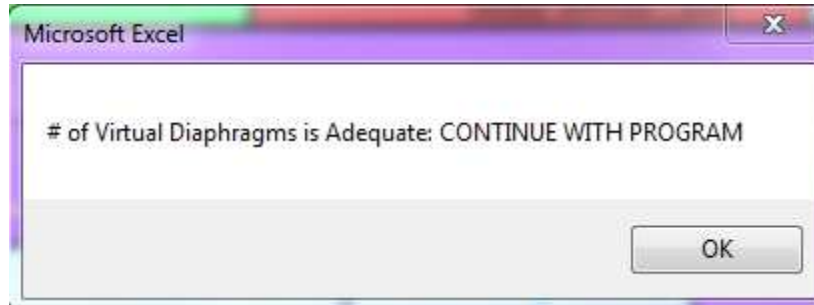 Microsoft Excel
# of Virtual Diaphragms is Adequate: CONTINUE WITH PROGRAM
OK